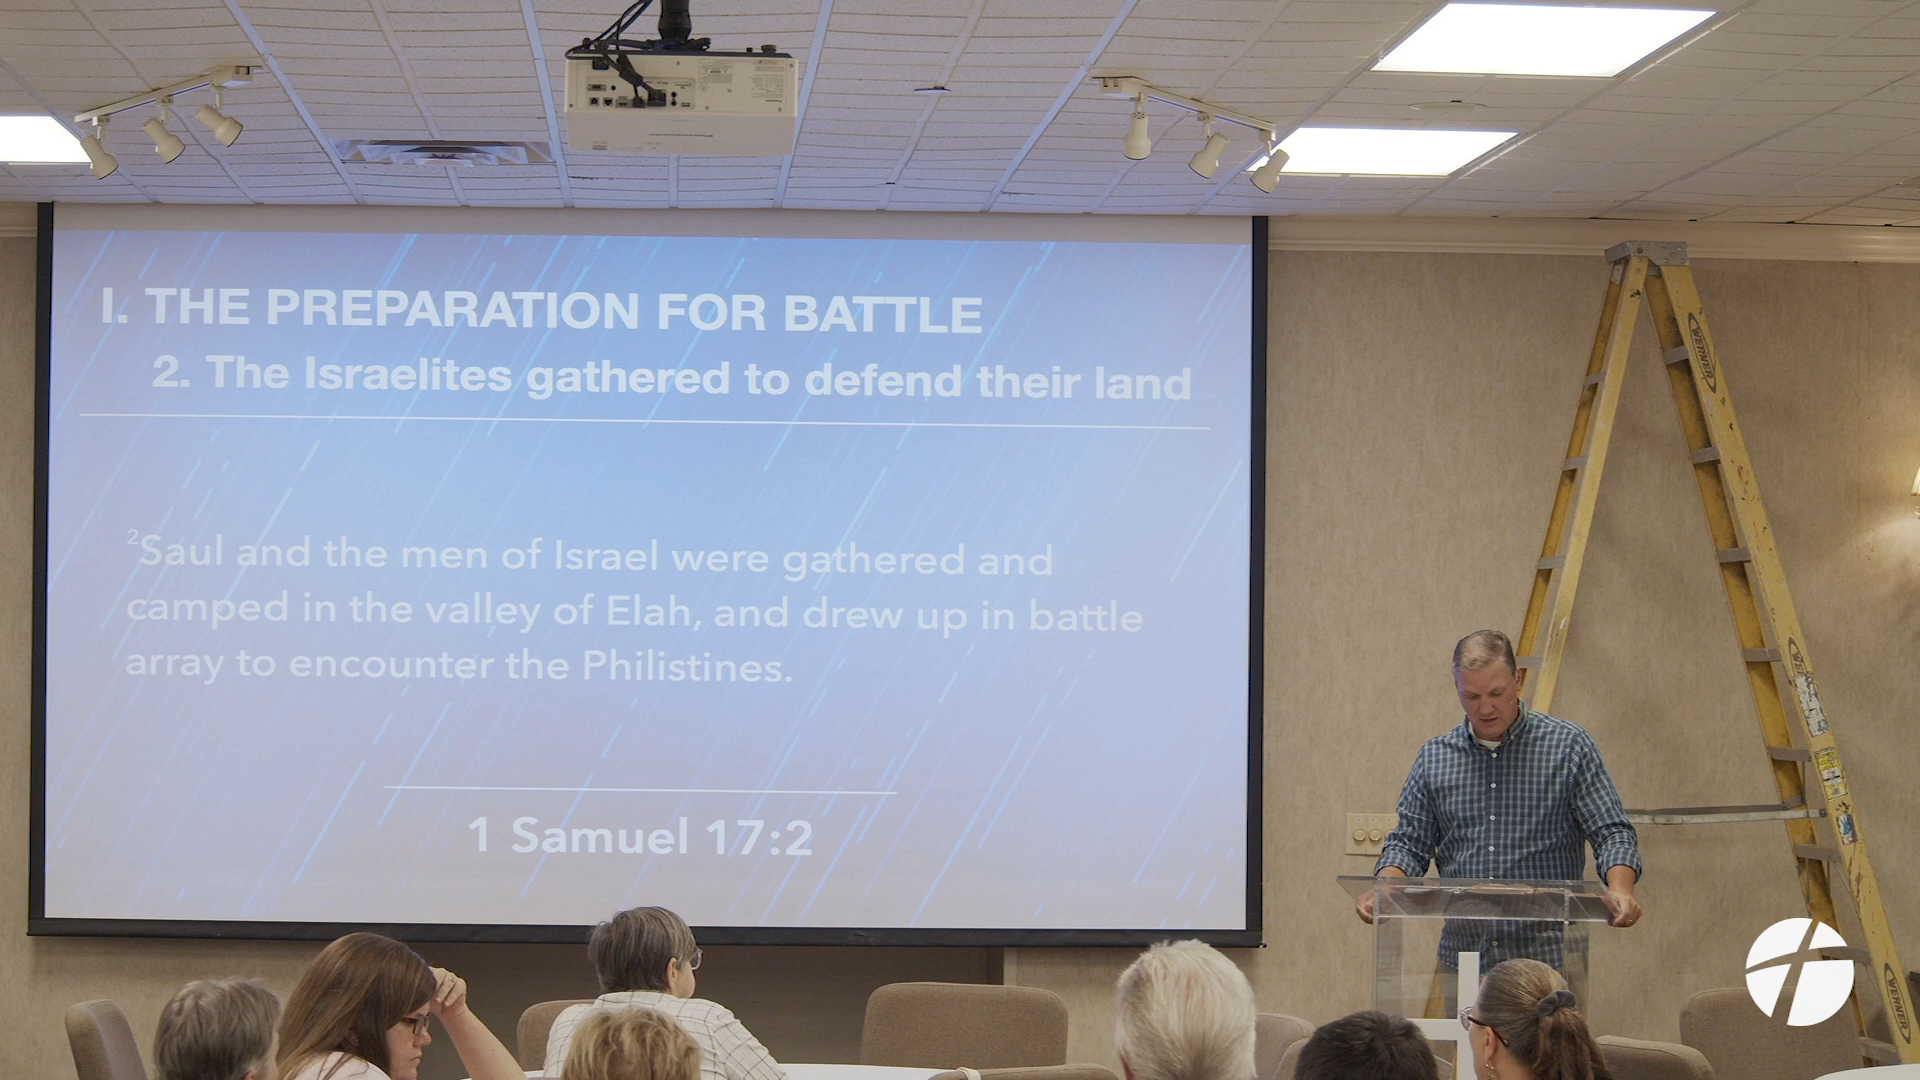 I. THE PREPARATION FOR BATTLE
2. The Israelites gathered to defend their land
²Saul and the men of Israel were gathered and
camped in the valley of Elah, and drew up in battle
array to encounter the Philistines.
1 Samuel 17:2
WERNER
WERNER